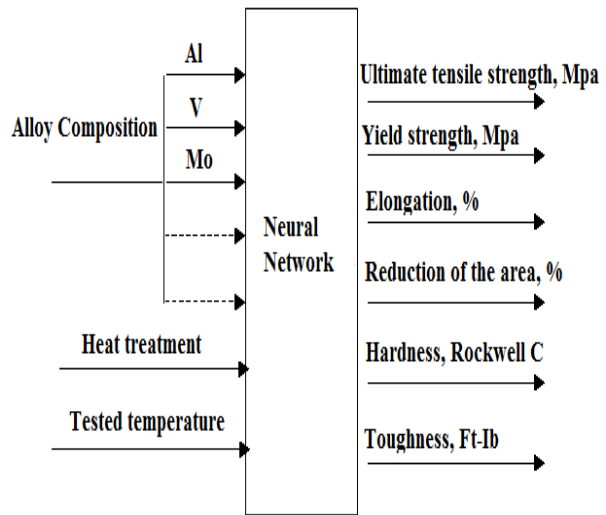 Al
V
Alloy Composition
Mo
Heat treatment
Tested temperature
Neural
Network
Ultimate tensile strength, Mpa
Yield strength, Mpa
Elongation, %
Reduction of the area, %
Hardness, Rockwell C
Toughness, Ft-Ib